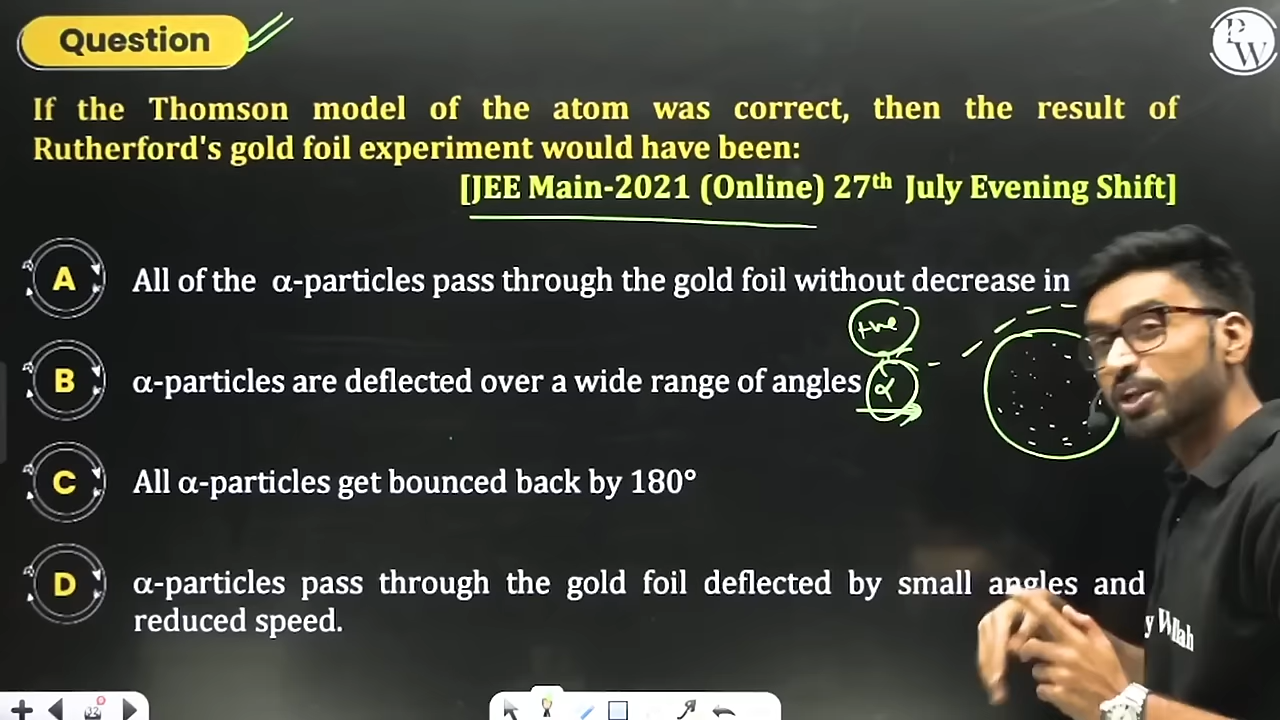 Question
PW
If the Thomson model of the atom was correct, then the result of
Rutherford's gold foil experiment would have been:
[JEE Main-2021 (Online) 27th July Evening Shift]
A All of the α-particles pass through the gold foil without decrease in
+ve
B α-particles are deflected over a wide range of angles
α
C All α-particles get bounced back by 180°
D α-particles pass through the gold foil deflected by small angles and
reduced speed.